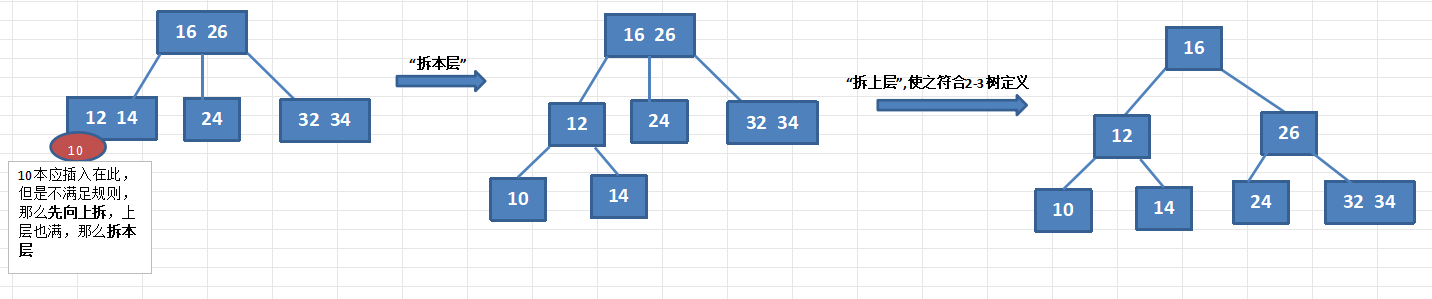 16 26
12 14
24
32 34
10
10本应插入在此,
但是不满足规则,
那么先向上拆,上
层也满,那么拆本
层
“拆本层”
16 26
12
24
32 34
10
14
“拆上层”,使之符合2-3树定义
16
12
26
10
14
24
32 34